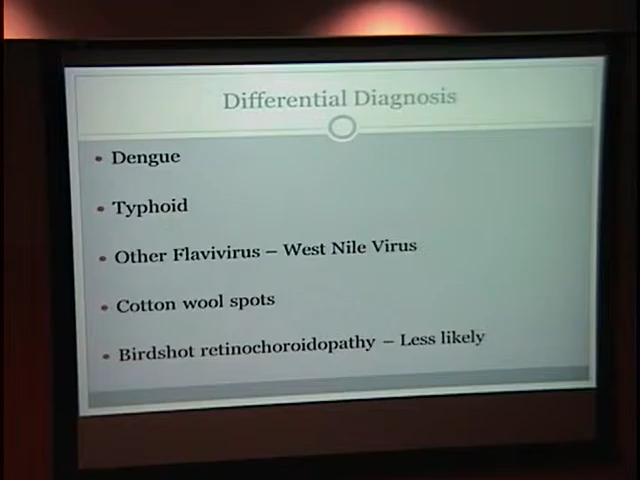 Differential Diagnosis
• Dengue
• Typhoid
• Other Flavivirus – West Nile Virus
• Cotton wool spots
• Birdshot retinochoroidopathy – Less likely